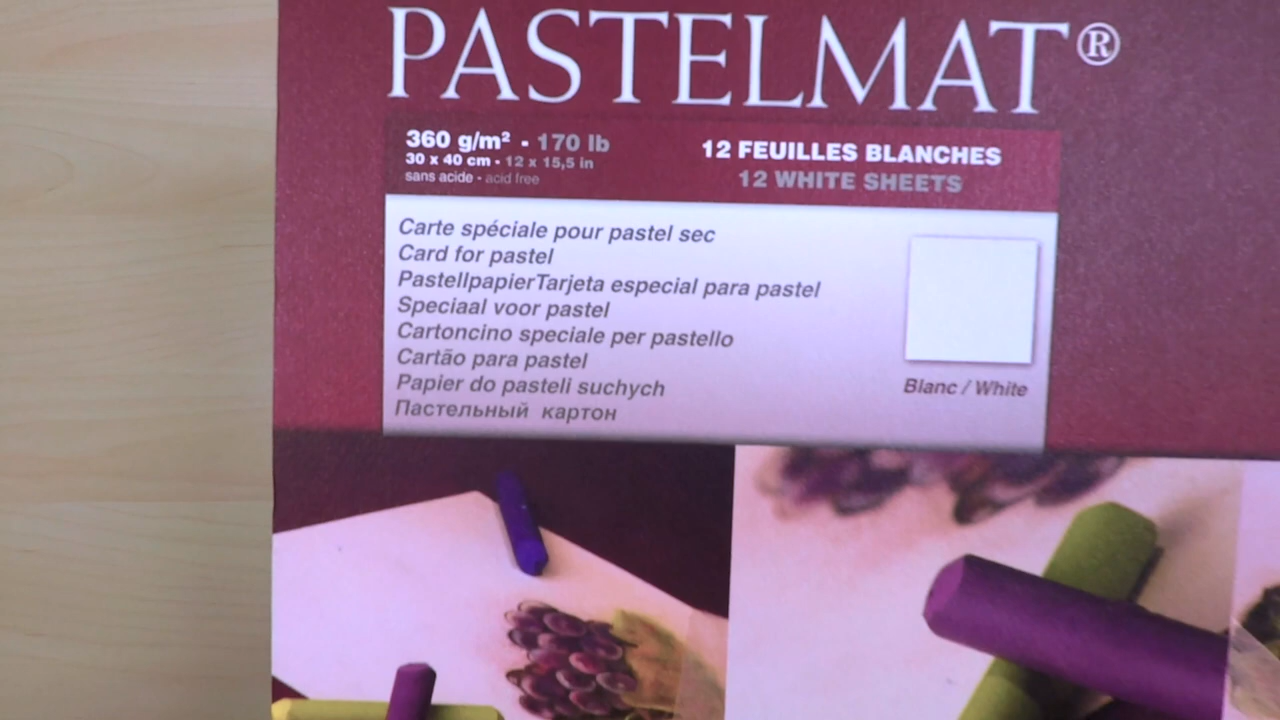 PASTELMAT®
360 g/m² - 170 lb
30 x 40 cm - 12 x 15,5 in
sans acide - acid free
12 FEUILLES BLANCHES
12 WHITE SHEETS
Carte spéciale pour pastel sec
Card for pastel
PastellpapierTarjeta especial para pastel
Speciaal voor pastel
Cartoncino speciale per pastello
Cartão para pastel
Papier do pasteli suchych
Пастельный картон
Blanc / White